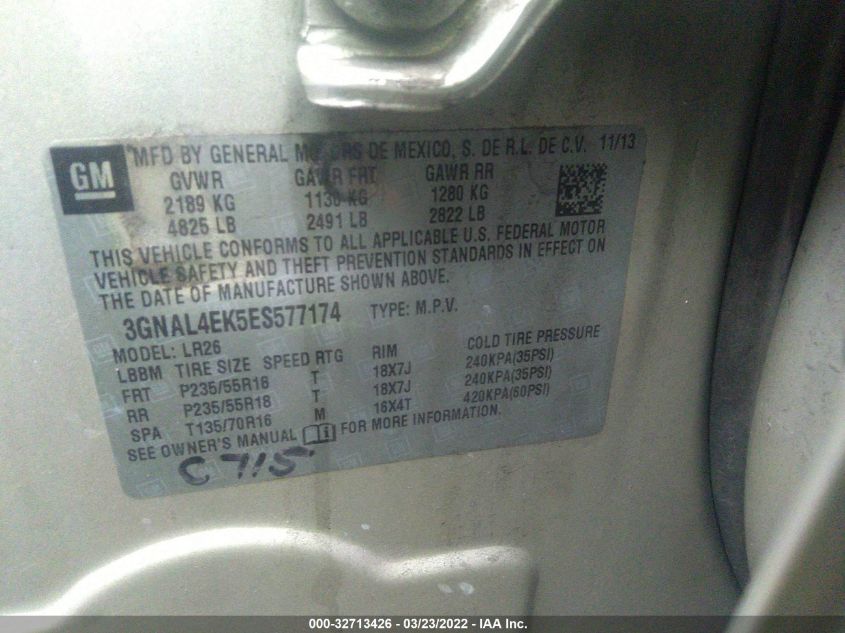 GM
MFD BY GENERAL MOTORS DE MEXICO, S. DE R.L. DE C.V. 11/13
GVWR GAWR FRT GAWR RR
2189 KG 1130 KG 1280 KG
4825 LB 2491 LB 2822 LB
THIS VEHICLE CONFORMS TO ALL APPLICABLE U.S. FEDERAL MOTOR
VEHICLE SAFETY AND THEFT PREVENTION STANDARDS IN EFFECT ON
THE DATE OF MANUFACTURE SHOWN ABOVE.
3GNAL4EK5ES577174 TYPE: M.P.V.
MODEL: LR26
LBBM TIRE SIZE SPEED RTG RIM COLD TIRE PRESSURE
FRT P235/55R18 T 18X7J 240KPA(35PSI)
RR P235/55R18 T 18X7J 240KPA(35PSI)
SPA T135/70R16 M 16X4T 420KPA(60PSI)
SEE OWNER'S MANUAL FOR MORE INFORMATION.
C 715
000-32713426 - 03/23/2022 - IAA Inc.